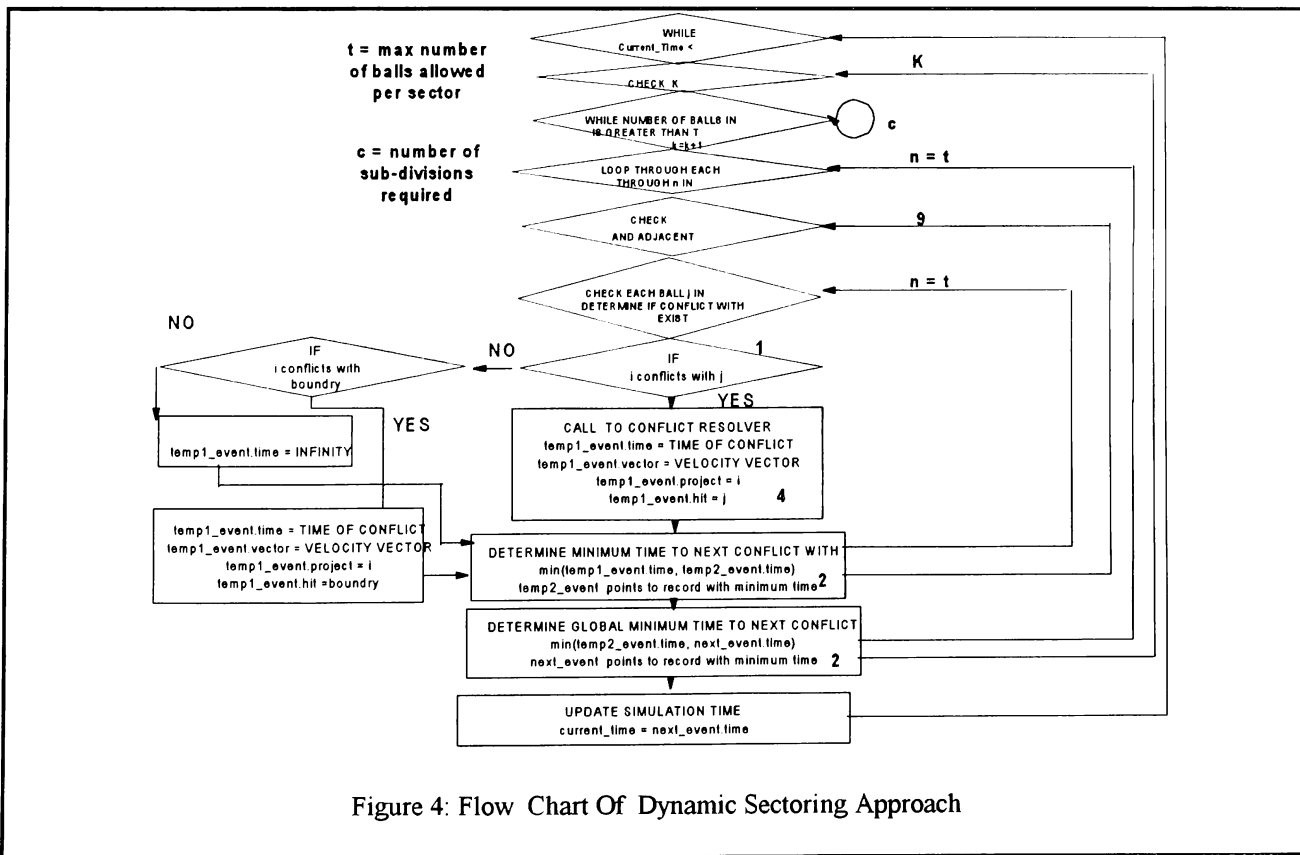 WHILE
Current_Time <
t = max number
of balls allowed
per sector
K
CHECK K
WHILE NUMBER OF BALLS IN
IS GREATER THAN T
k=k+1
c
c = number of
sub-divisions
required
n = t
LOOP THROUGH EACH
THROUGH n IN
9
CHECK
AND ADJACENT
n = t
CHECK EACH BALL j IN
DETERMINE IF CONFLICT WITH
EXIST
NO
IF
i conflicts with
boundry
NO
1
IF
i conflicts with j
YES
YES
temp1_event.time = INFINITY
CALL TO CONFLICT RESOLVER
temp1_event.time = TIME OF CONFLICT
temp1_event.vector = VELOCITY VECTOR
temp1_event.project = i
temp1_event.hit = j
4
temp1_event.time = TIME OF CONFLICT
temp1_event.vector = VELOCITY VECTOR
temp1_event.project = i
temp1_event.hit =boundry
DETERMINE MINIMUM TIME TO NEXT CONFLICT WITH
min(temp1_event.time, temp2_event.time)
temp2_event points to record with minimum time 2
DETERMINE GLOBAL MINIMUM TIME TO NEXT CONFLICT
min(temp2_event.time, next_event.time)
next_event points to record with minimum time 2
UPDATE SIMULATION TIME
current_time = next_event.time
Figure 4: Flow Chart Of Dynamic Sectoring Approach